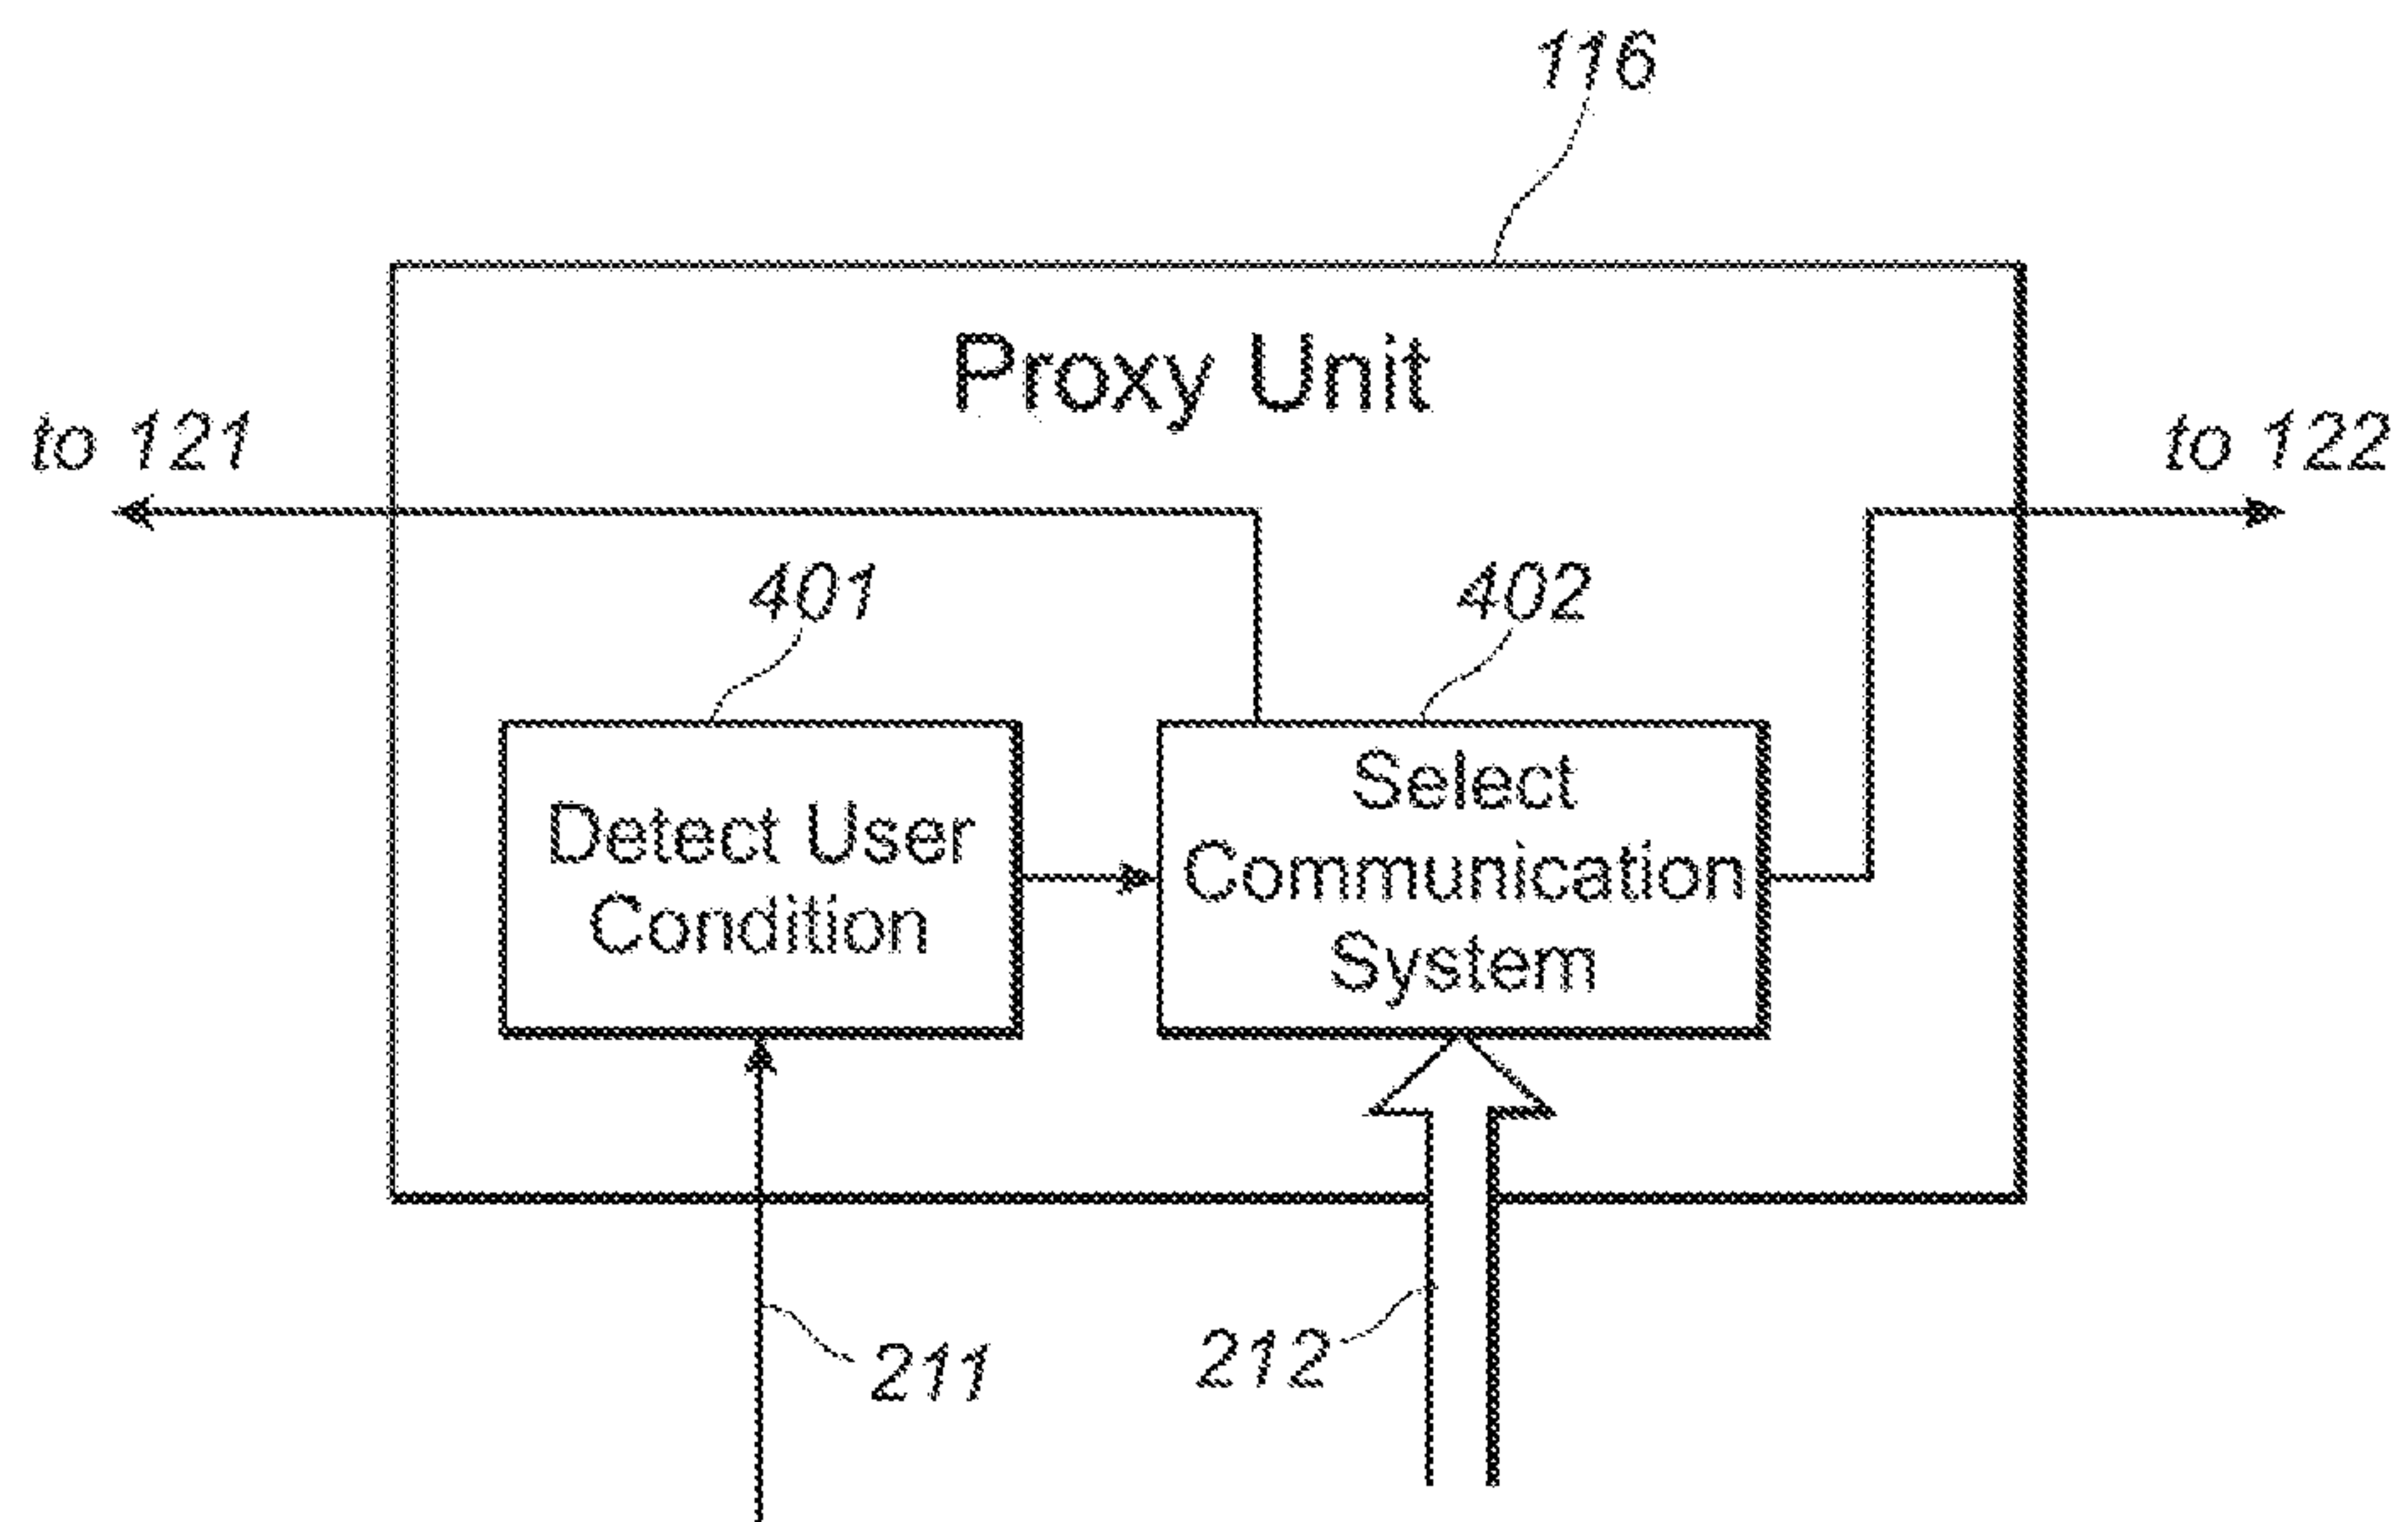 116
Proxy Unit
to 121
to 122
401
402
Detect User
Condition
Select
Communication
System
211
212